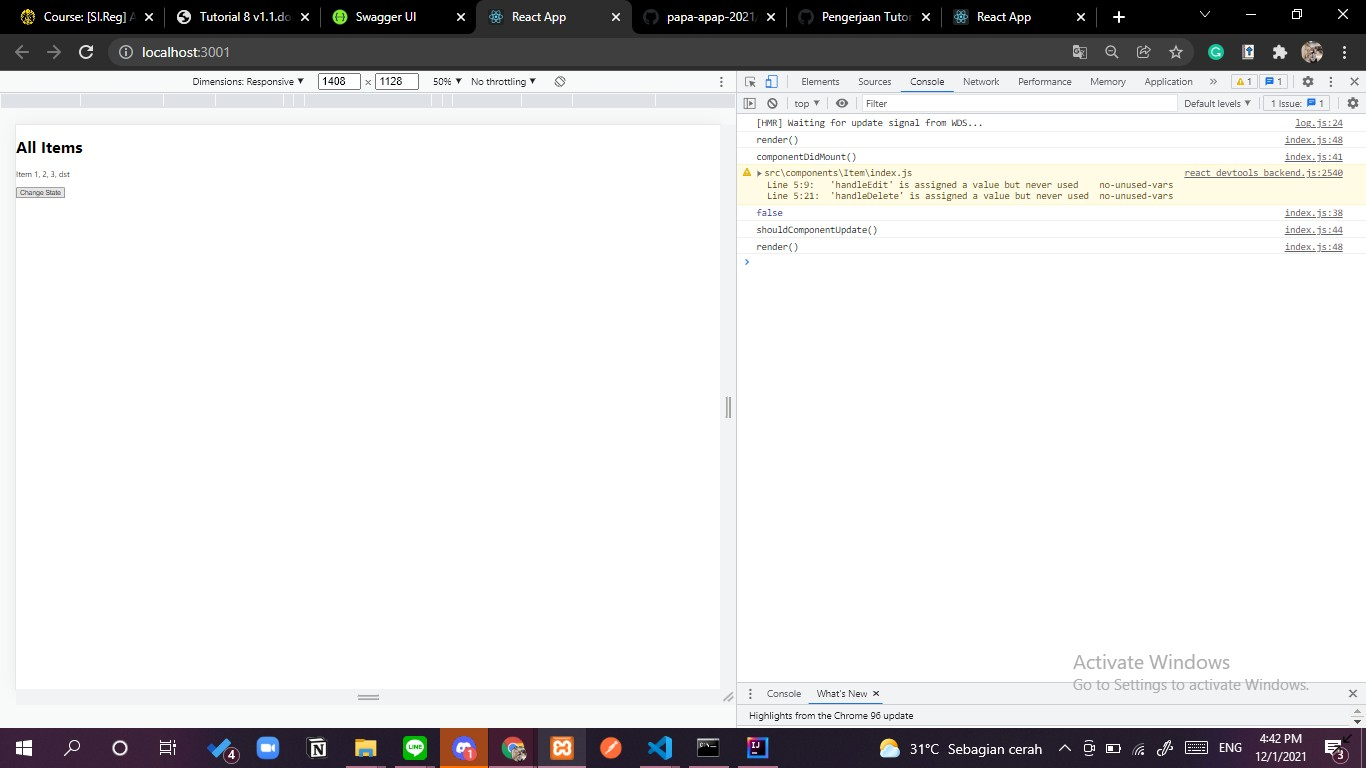 Course: [SI.Reg] A
Tutorial 8 v1.1.do
Swagger UI
React App
papa-apap-2021/
Pengerjaan Tutor
React App
localhost:3001
Dimensions: Responsive ▼ 1408 x 1128 50% ▼ No throttling ▼
Elements Sources Console Network Performance Memory Application » 1 1
top ▼ Filter Default levels ▼ 1 Issue: 1
All Items
Item 1, 2, 3, dst
Change State
[HMR] Waiting for update signal from WDS... log.js:24
render() index.js:48
componentDidMount() index.js:41
src\components\Item\index.js react_devtools_backend.js:2540
Line 5:9: 'handleEdit' is assigned a value but never used no-unused-vars
Line 5:21: 'handleDelete' is assigned a value but never used no-unused-vars
false index.js:38
shouldComponentUpdate() index.js:44
render() index.js:48
Activate Windows
Go to Settings to activate Windows.
Console What's New
Highlights from the Chrome 96 update
4
1
31°C Sebagian cerah
ENG
4:42 PM
12/1/2021
3